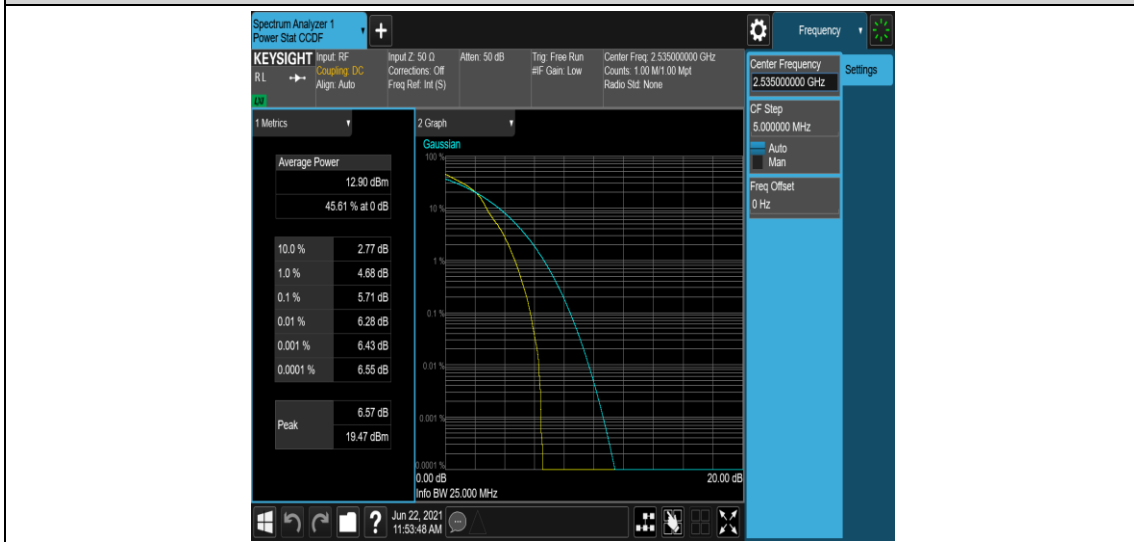 Spectrum Analyzer 1
Power Stat CCDF
+
Frequency
KEYSIGHT
RL
LXI
Input: RF
Coupling: DC
Align: Auto
Input Z: 50 Ω
Corrections: Off
Freq Ref: Int (S)
Atten: 50 dB
Trig: Free Run
#IF Gain: Low
Center Freq: 2.535000000 GHz
Counts: 1.00 M/1.00 Mpt
Radio Std: None
Center Frequency
2.535000000 GHz
Settings
CF Step
5.000000 MHz
Auto
Man
Freq Offset
0 Hz
1 Metrics
Average Power
12.90 dBm
45.61 % at 0 dB
10.0 % 2.77 dB
1.0 % 4.68 dB
0.1 % 5.71 dB
0.01 % 6.28 dB
0.001 % 6.43 dB
0.0001 % 6.55 dB
Peak
6.57 dB
19.47 dBm
2 Graph
Gaussian
100 %
10 %
1 %
0.1 %
0.01 %
0.001 %
0.0001 %
0.00 dB 20.00 dB
Info BW 25.000 MHz
?
Jun 22, 2021
11:53:48 AM